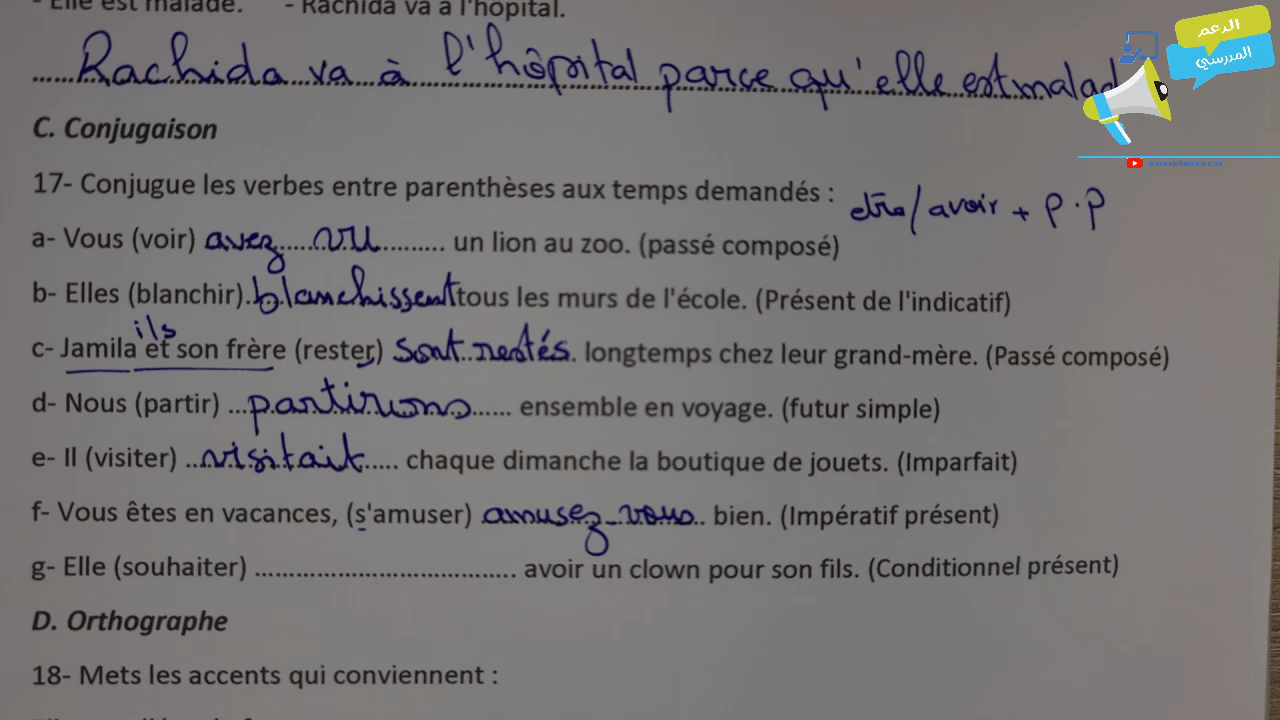 - Elle est malade. - Rachida va à l'hôpital.
Rachida va à l'hôpital parce qu'elle est malad
الدعم
المدرسي
soutienece
C. Conjugaison
17- Conjugue les verbes entre parenthèses aux temps demandés : etre/avoir + p.p
a- Vous (voir) avez vu un lion au zoo. (passé composé)
b- Elles (blanchir) blanchissent tous les murs de l'école. (Présent de l'indicatif)
ils
c- Jamila et son frère (rester) sont restés longtemps chez leur grand-mère. (Passé composé)
d- Nous (partir) partirons ensemble en voyage. (futur simple)
e- Il (visiter) visitait chaque dimanche la boutique de jouets. (Imparfait)
f- Vous êtes en vacances, (s'amuser) amusez-vous bien. (Impératif présent)
g- Elle (souhaiter) .................................... avoir un clown pour son fils. (Conditionnel présent)
D. Orthographe
18- Mets les accents qui conviennent :